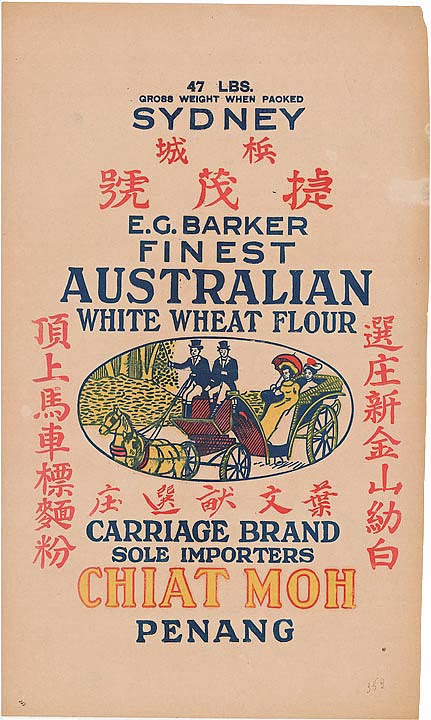 47 LBS.
GROSS WEIGHT WHEN PACKED
SYDNEY
梹城
捷茂號
E.G. BARKER
FINEST
AUSTRALIAN
WHITE WHEAT FLOUR
選庄新金山幼白
頂上馬車標麵粉
葉文猷選庄
CARRIAGE BRAND
SOLE IMPORTERS
CHIAT MOH
PENANG